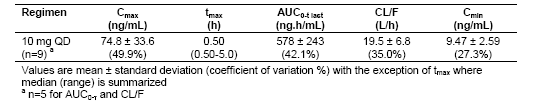 Regimen Cmax tmax AUC0-t last CL/F Cmin
(ng/mL) (h) (ng.h/mL) (L/h) (ng/mL)
10 mg QD 74.8 ± 33.6 0.50 578 ± 243 19.5 ± 6.8 9.47 ± 2.59
(n=9) a (49.9%) (0.50-5.0) (42.1%) (35.0%) (27.3%)
Values are mean ± standard deviation (coefficient of variation %) with the exception of tmax where
median (range) is summarized
a n=5 for AUC0-τ and CL/F